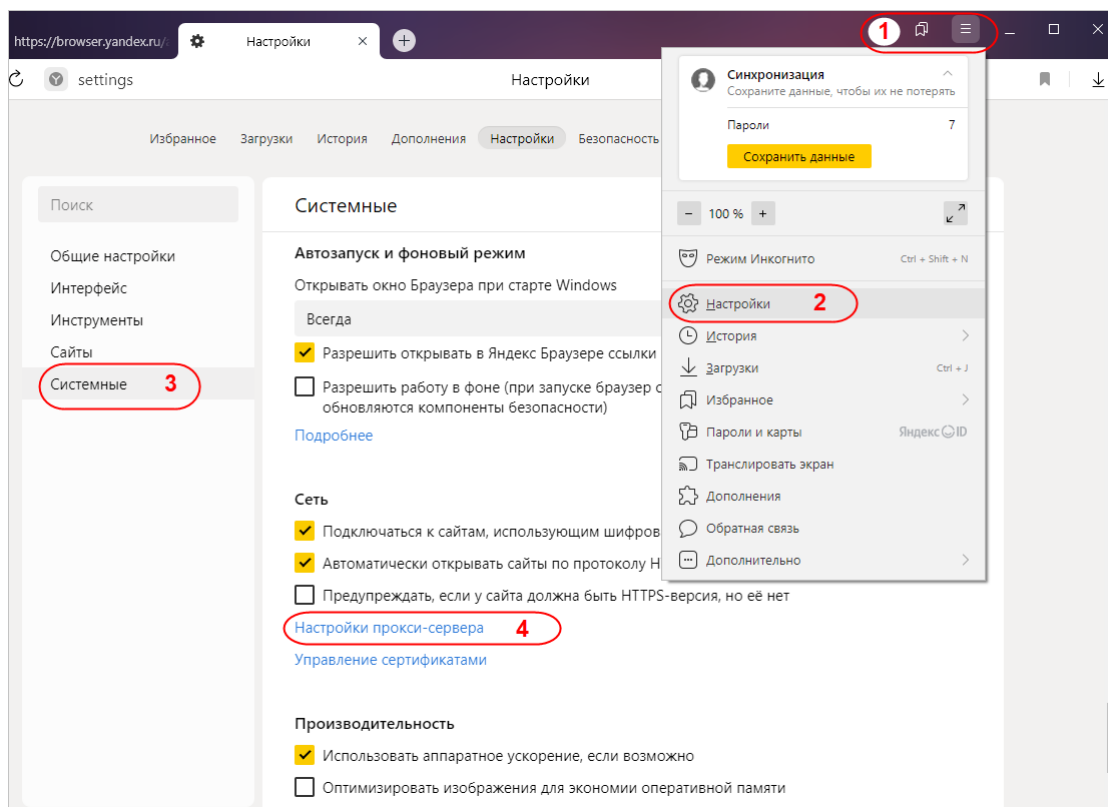 https://browser.yandex.ru/
Настройки
1
settings
Настройки
Избранное Загрузки История Дополнения Настройки Безопасность
Поиск
Общие настройки
Интерфейс
Инструменты
Сайты
Системные 3
Системные
Автозапуск и фоновый режим
Открывать окно Браузера при старте Windows
Всегда
Разрешить открывать в Яндекс Браузере ссылки
Разрешить работу в фоне (при запуске браузер
обновляются компоненты безопасности)
Подробнее
Сеть
Подключаться к сайтам, использующим шифров
Автоматически открывать сайты по протоколу H
Предупреждать, если у сайта должна быть HTTPS-версия, но её нет
Настройки прокси-сервера 4
Управление сертификатами
Производительность
Использовать аппаратное ускорение, если возможно
Оптимизировать изображения для экономии оперативной памяти
Синхронизация
Сохраните данные, чтобы их не потерять
Пароли 7
Сохранить данные
− 100 % +
Режим Инкогнито Ctrl + Shift + N
Настройки 2
История
Загрузки Ctrl + J
Избранное
Пароли и карты Яндекс ID
Транслировать экран
Дополнения
Обратная связь
Дополнительно